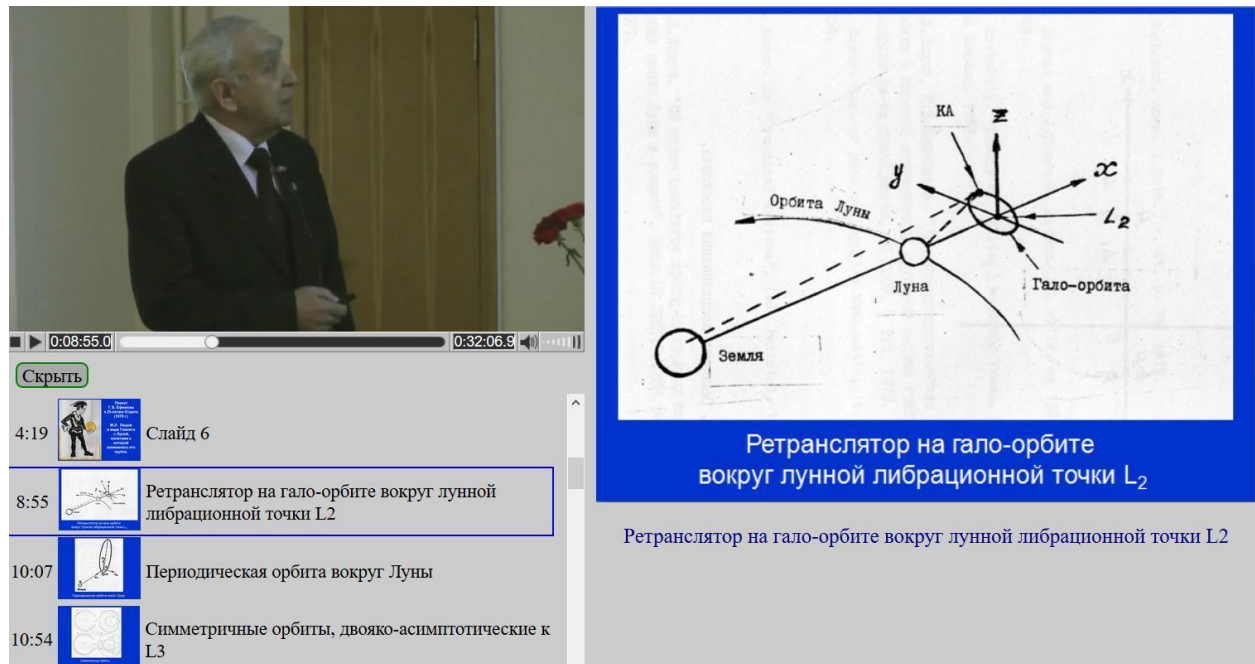 0:08:55.0
0:32:06.9
Скрыть
4:19
Слайд 6
8:55
Ретранслятор на гало-орбите вокруг лунной
либрационной точки L2
10:07
Периодическая орбита вокруг Луны
10:54
Симметричные орбиты, двояко-асимптотические к
L3
КА
z
y
x
Орбита Луны
L2
Луна
Гало-орбита
Земля
Ретранслятор на гало-орбите
вокруг лунной либрационной точки L2
Ретранслятор на гало-орбите вокруг лунной либрационной точки L2